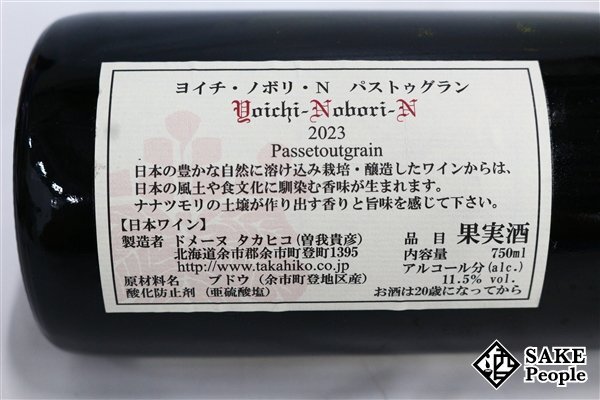 ヨイチ・ノボリ・N パストゥグラン
Yoichi-Nobori-N
2023
Passetoutgrain
日本の豊かな自然に溶け込み栽培・醸造したワインからは、
日本の風土や食文化に馴染む香味が生まれます。
ナナツモリの土壌が作り出す香りと旨味を感じて下さい。
【日本ワイン】
製造者 ドメーヌ タカヒコ(曽我貴彦) 品目 果実酒
北海道余市郡余市町登町1395 内容量 750ml
http://www.takahiko.co.jp アルコール分(alc.)
原材料名 ブドウ(余市町登地区産) 11.5% vol.
酸化防止剤(亜硫酸塩) お酒は20歳になってから
酒 SAKE
People